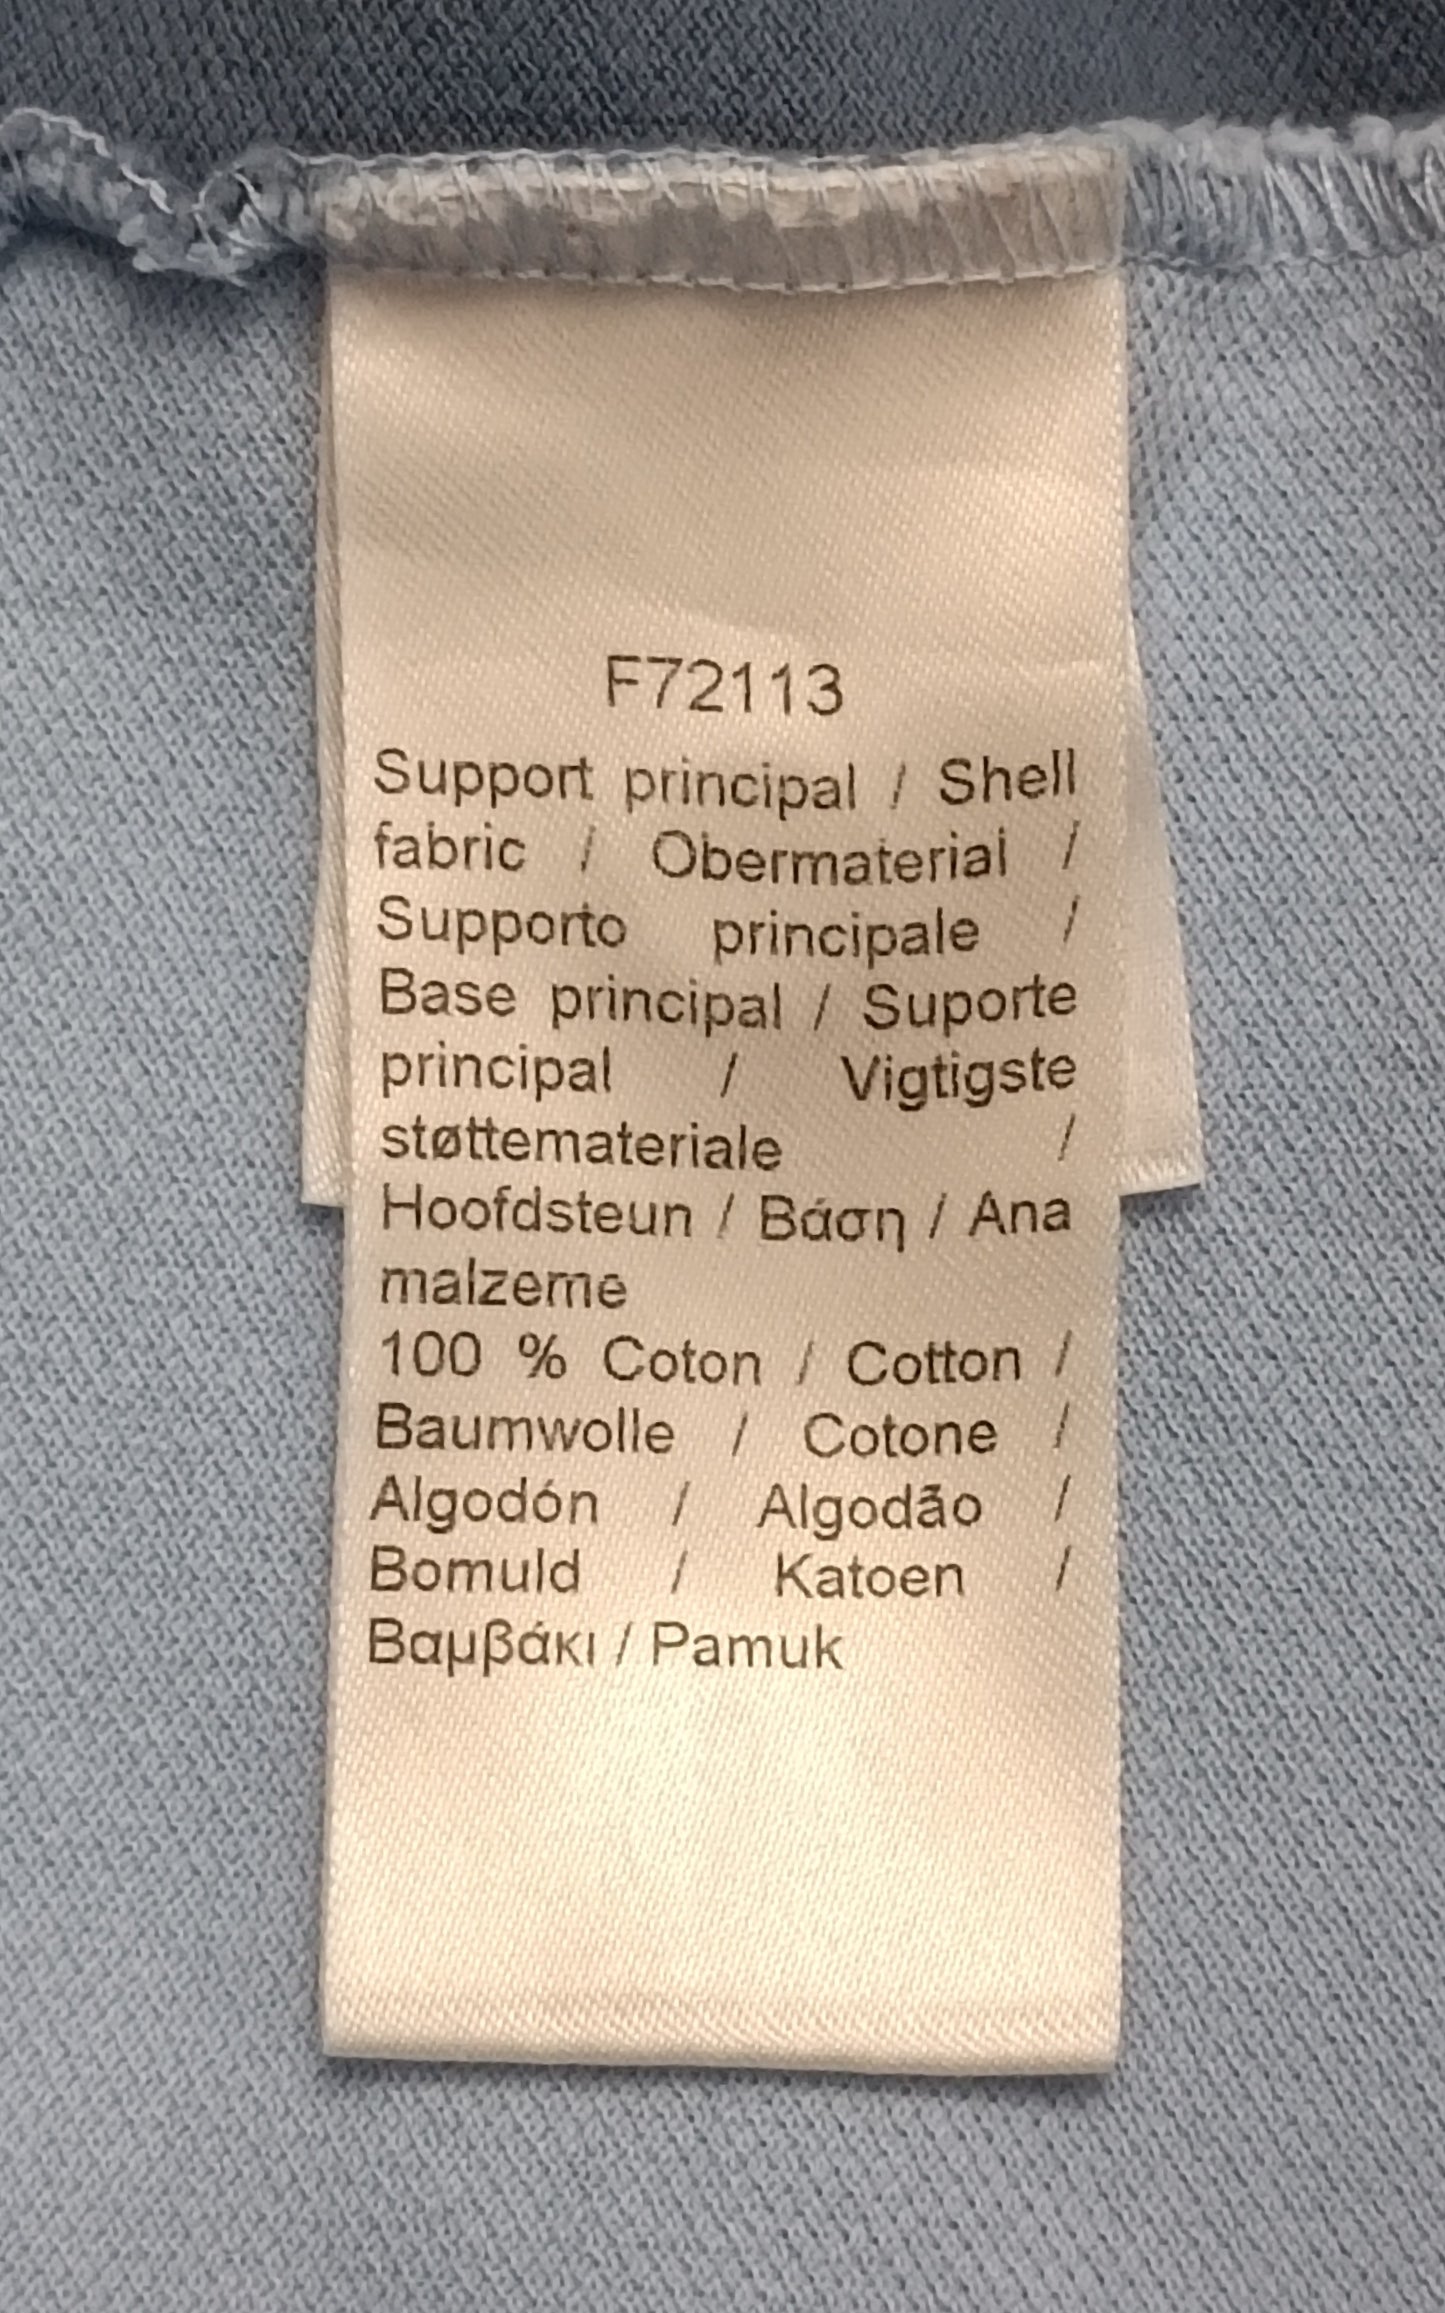 F72113
Support principal / Shell
fabric / Obermaterial /
Supporto principale /
Base principal / Suporte
principal / Vigtigste
støttemateriale /
Hoofdsteun / Βάση / Ana
malzeme
100 % Coton / Cotton /
Baumwolle / Cotone /
Algodón / Algodão /
Bomuld / Katoen /
Βαμβάκι / Pamuk